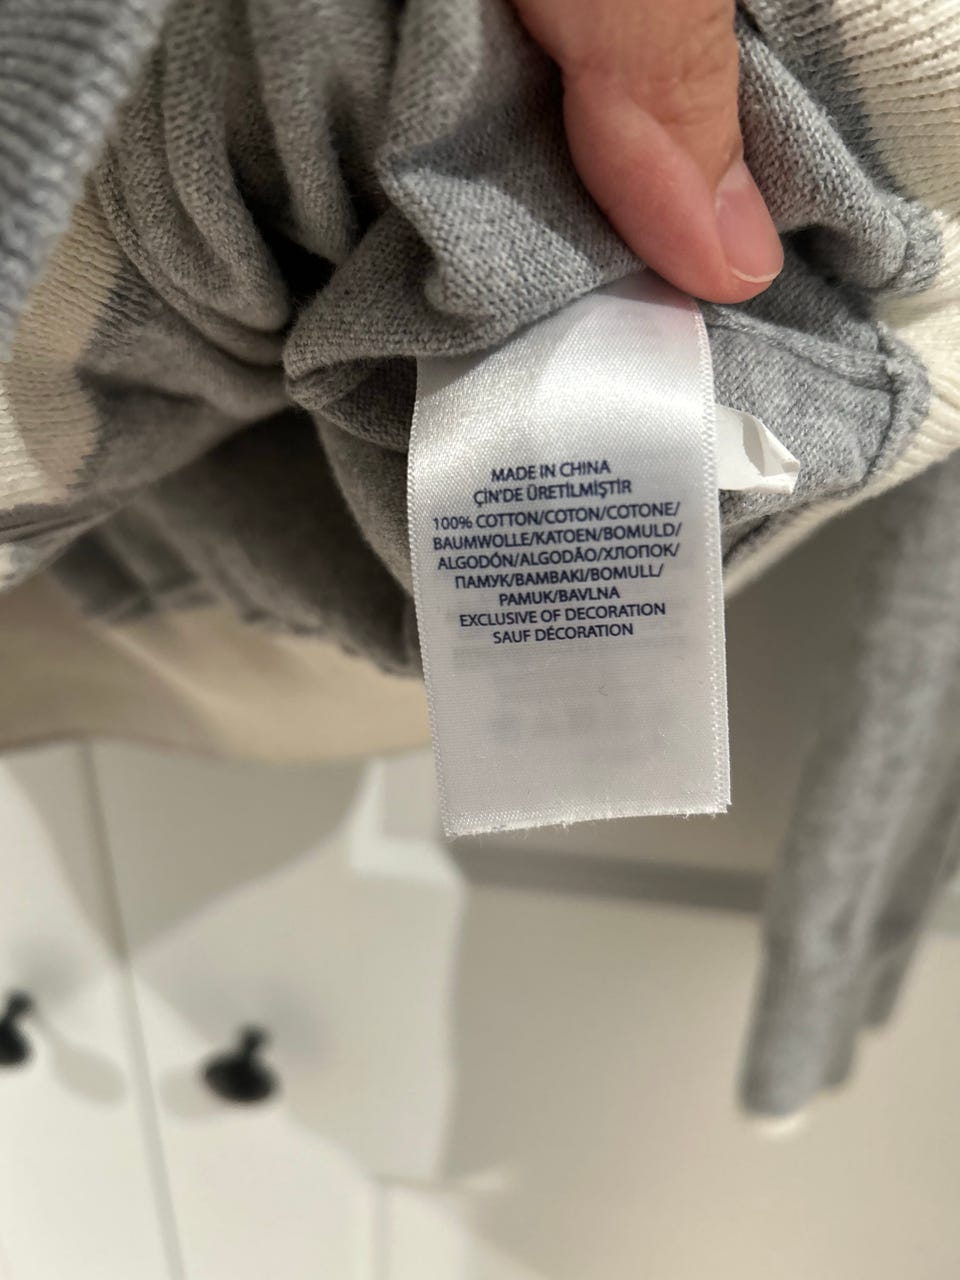 MADE IN CHINA
ÇİN'DE ÜRETİLMİŞTİR
100% COTTON/COTON/COTONE/
BAUMWOLLE/KATOEN/BOMULD/
ALGODÓN/ALGODÃO/ХЛОПОК/
ПАМУК/BAMBAKI/BOMULL/
PAMUK/BAVLNA
EXCLUSIVE OF DECORATION
SAUF DÉCORATION